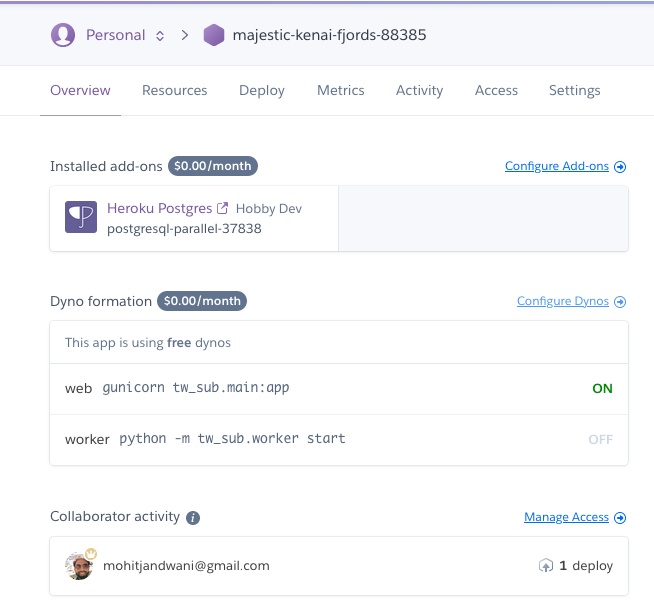 Personal > majestic-kenai-fjords-88385
Overview Resources Deploy Metrics Activity Access Settings
Installed add-ons $0.00/month Configure Add-ons
Heroku Postgres Hobby Dev
postgresql-parallel-37838
Dyno formation $0.00/month Configure Dynos
This app is using free dynos
web gunicorn tw_sub.main:app ON
worker python -m tw_sub.worker start OFF
Collaborator activity i Manage Access
mohitjandwani@gmail.com 1 deploy